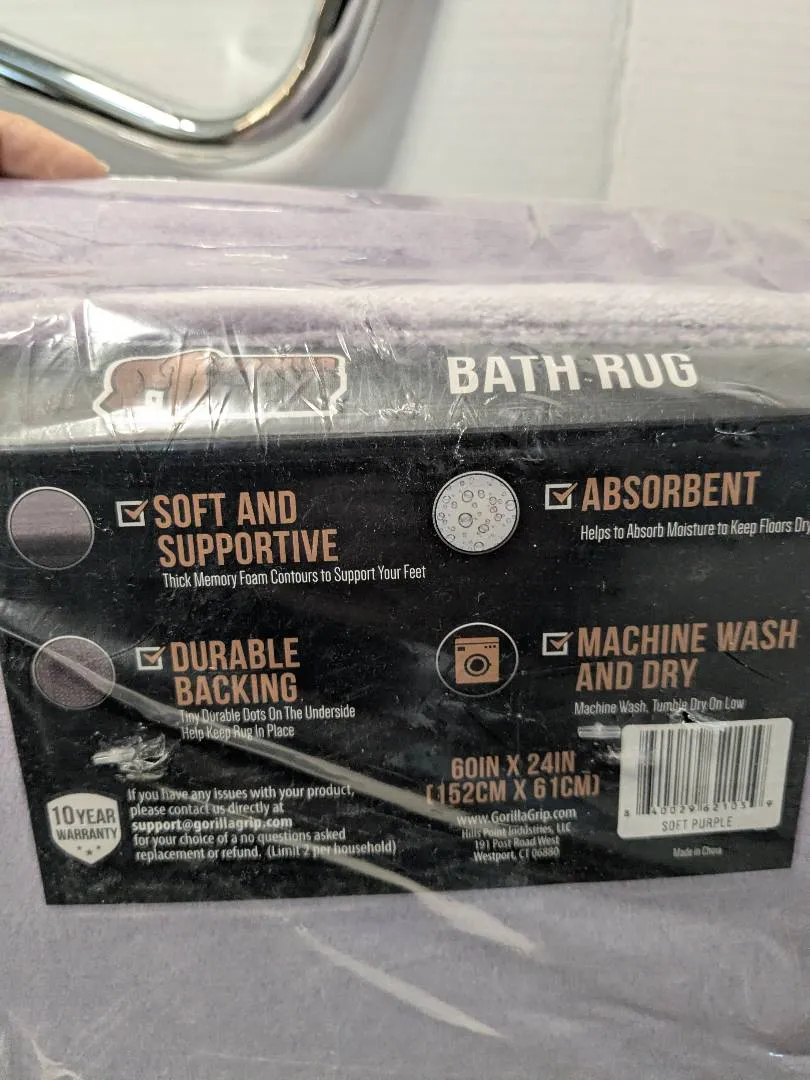 BATH RUG
SOFT AND
SUPPORTIVE
Thick Memory Foam Contours to Support Your Feet
ABSORBENT
Helps to Absorb Moisture to Keep Floors Dry
DURABLE
BACKING
Tiny Durable Dots On The Underside
Help Keep Rug In Place
MACHINE WASH
AND DRY
Machine Wash, Tumble Dry On Low
10 YEAR
WARRANTY
If you have any issues with your product,
please contact us directly at
support@gorillagrip.com
for your choice of a no questions asked
replacement or refund. (Limit 2 per household)
60IN X 24IN
(152CM X 61CM)
www.GorillaGrip.com
Hills Point Industries, LLC
191 Post Road West
Westport, CT 06880
SOFT PURPLE
Made in China